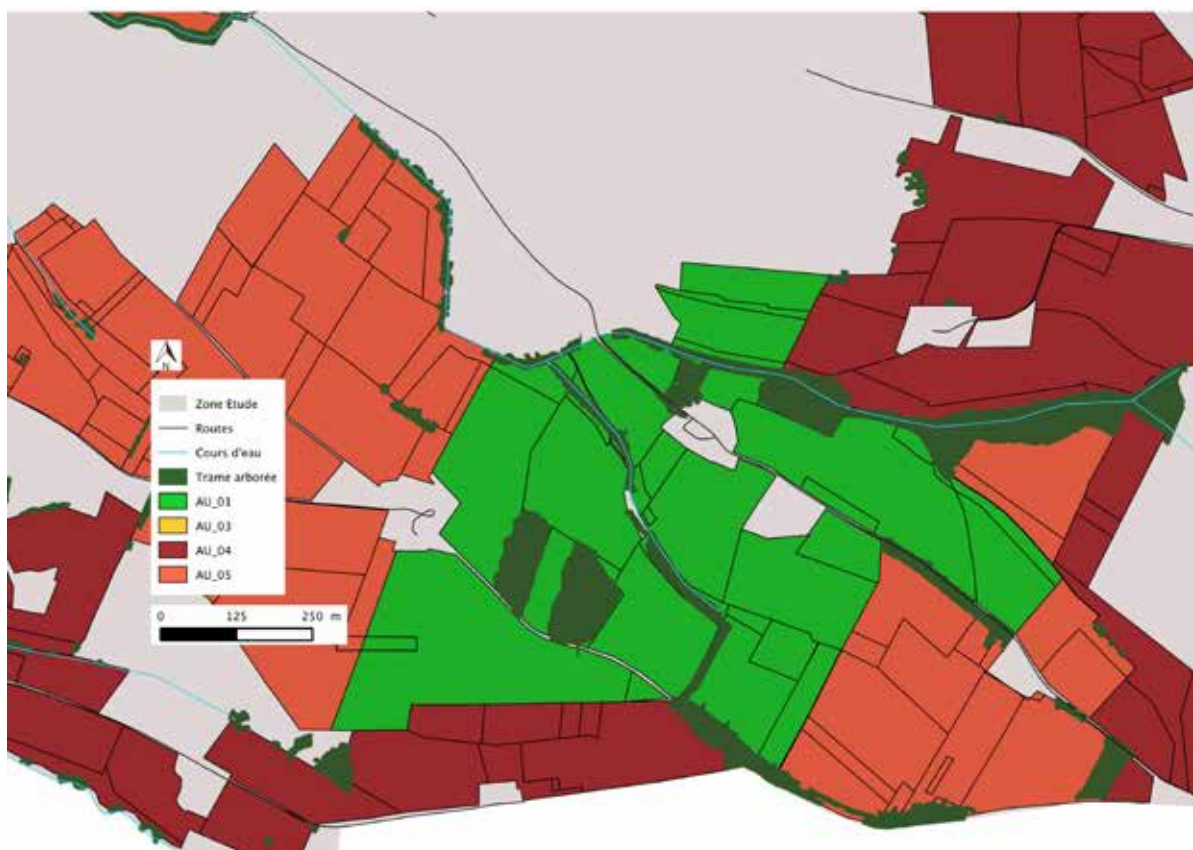 N
Zone Etude
Routes
Cours d'eau
Trame arborée
AU_01
AU_03
AU_04
AU_05
0 125 250 m